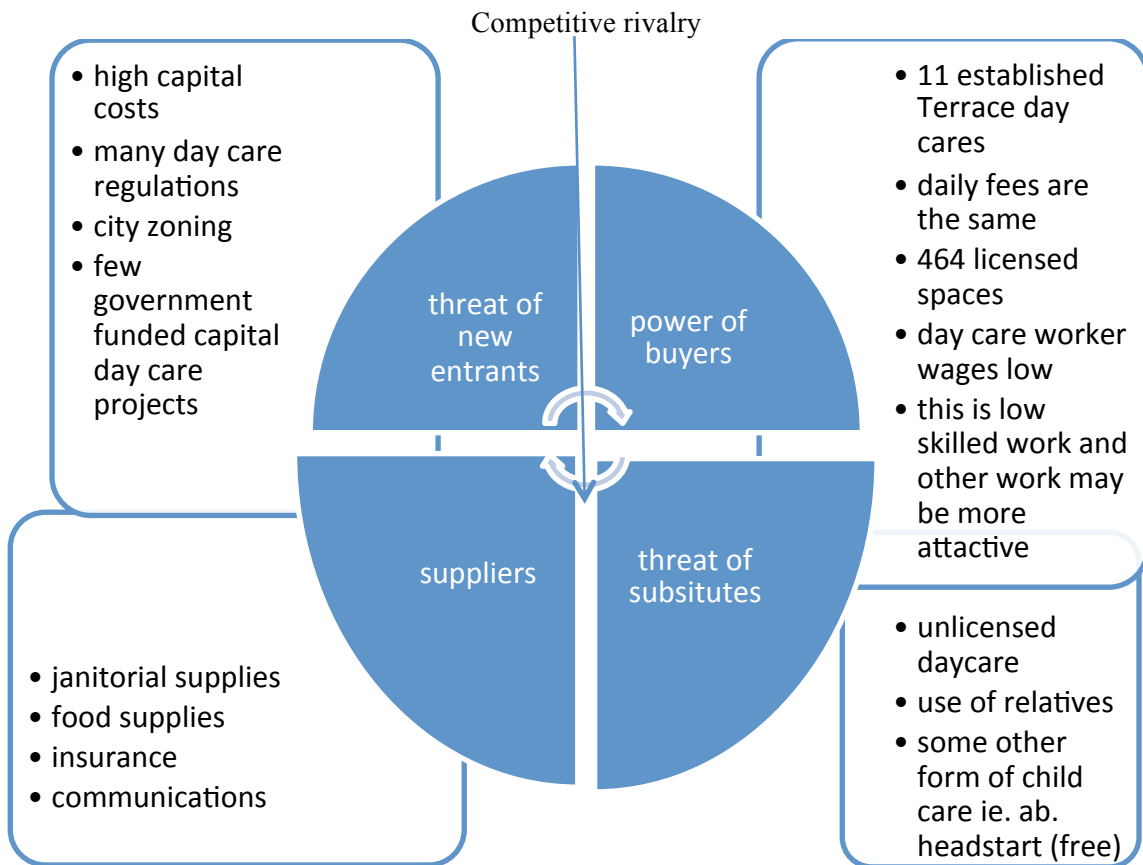 Competitive rivalry
• high capital
costs
• many day care
regulations
• city zoning
• few
government
funded capital
day care
projects
threat of
new
entrants
power of
buyers
• 11 established
Terrace day
cares
• daily fees are
the same
• 464 licensed
spaces
• day care worker
wages low
• this is low
skilled work and
other work may
be more
attactive
• janitorial supplies
• food supplies
• insurance
• communications
suppliers
threat of
subsitutes
• unlicensed
daycare
• use of relatives
• some other
form of child
care ie. ab.
headstart (free)